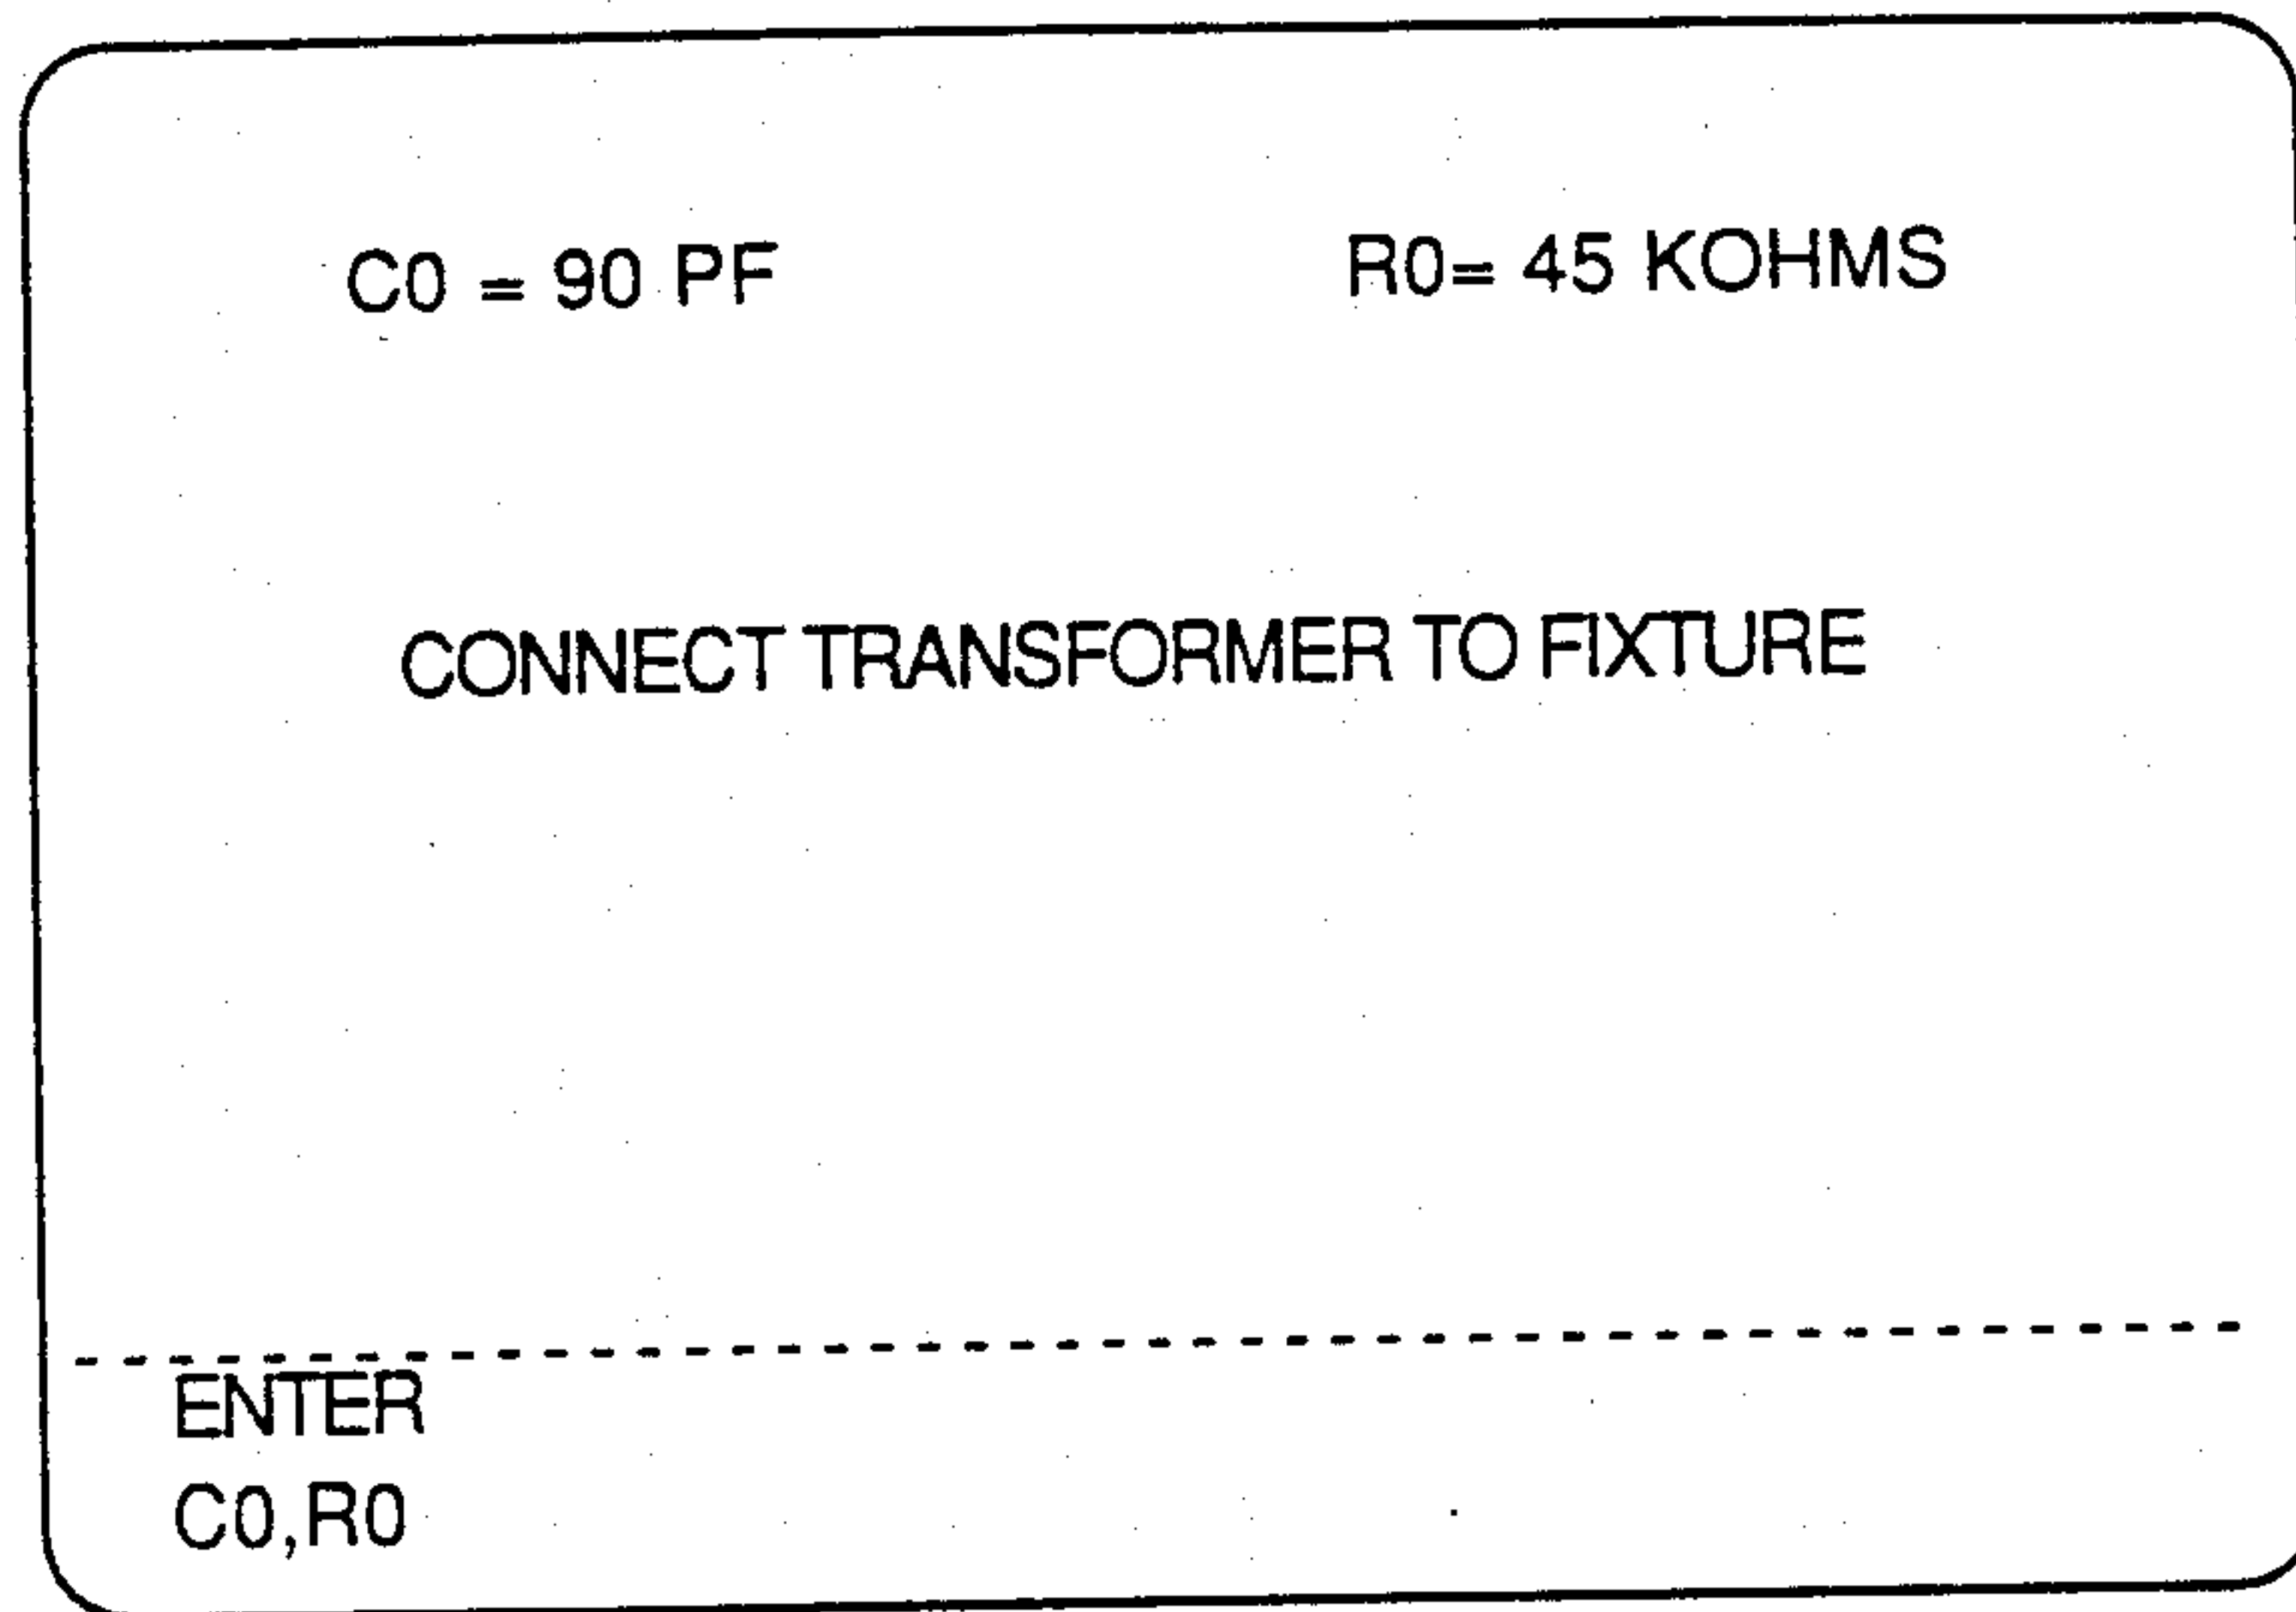 C0 = 90 PF R0= 45 KOHMS
CONNECT TRANSFORMER TO FIXTURE
ENTER
C0,R0